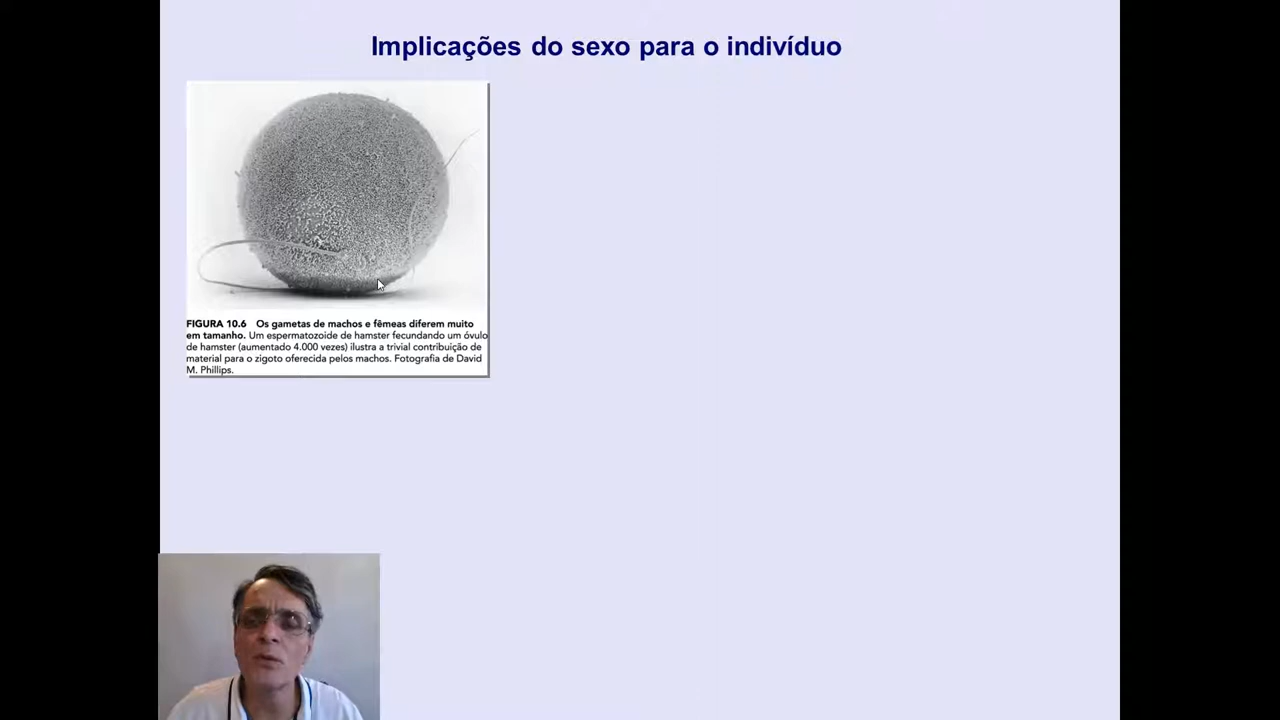 Implicações do sexo para o indivíduo
FIGURA 10.6 Os gametas de machos e fêmeas diferem muito
em tamanho. Um espermatozoide de hamster fecundando um óvulo
de hamster (aumentado 4.000 vezes) ilustra a trivial contribuição de
material para o zigoto oferecida pelos machos. Fotografia de David
M. Phillips.